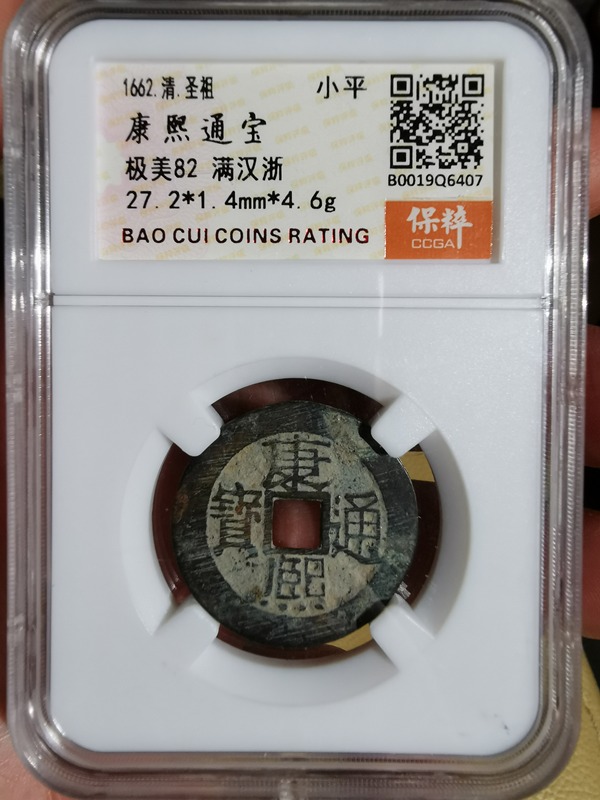 1662.清.圣祖 小平
康熙通宝
极美82 满汉浙
27.2*1.4mm*4.6g
BAO CUI COINS RATING
B0019Q6407
保粹
CCGA
康熙通寶